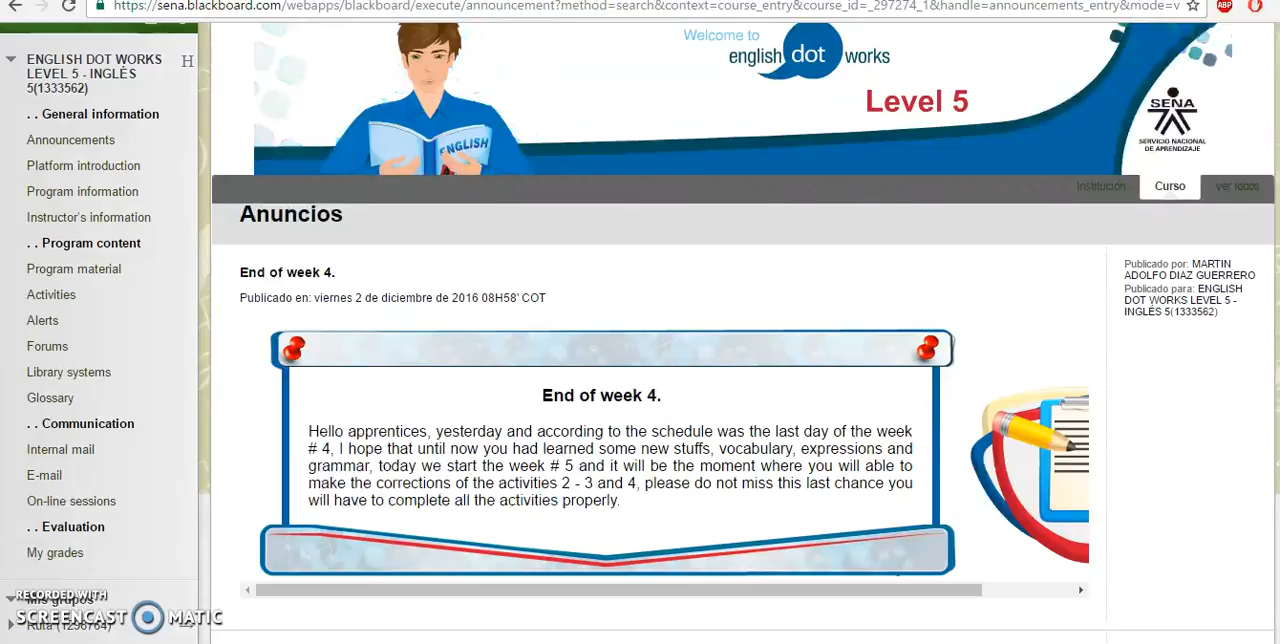 https://sena.blackboard.com/webapps/blackboard/execute/announcement?method=search&context=course_entry&course_id=_297274_1&handle=announcements_entry&mode=v
ABP
ENGLISH DOT WORKS
LEVEL 5 - INGLÉS
5(1333562)
. . General information
Announcements
Platform introduction
Program information
Instructor's information
. . Program content
Program material
Activities
Alerts
Forums
Library systems
Glossary
. . Communication
Internal mail
E-mail
On-line sessions
. . Evaluation
My grades
Mis grupos
Ruta (1298764)
RECORDED WITH
SCREENCAST MATIC
Welcome to
english dot works
Level 5
ENGLISH
SENA
SERVICIO NACIONAL
DE APRENDIZAJE
Institución
Curso
Ver todos
Anuncios
End of week 4.
Publicado en: viernes 2 de diciembre de 2016 08H58' COT
End of week 4.
Hello apprentices, yesterday and according to the schedule was the last day of the week
# 4, I hope that until now you had learned some new stuffs, vocabulary, expressions and
grammar, today we start the week # 5 and it will be the moment where you will able to
make the corrections of the activities 2 - 3 and 4, please do not miss this last chance you
will have to complete all the activities properly.
Publicado por: MARTIN
ADOLFO DIAZ GUERRERO
Publicado para: ENGLISH
DOT WORKS LEVEL 5 -
INGLÉS 5(1333562)